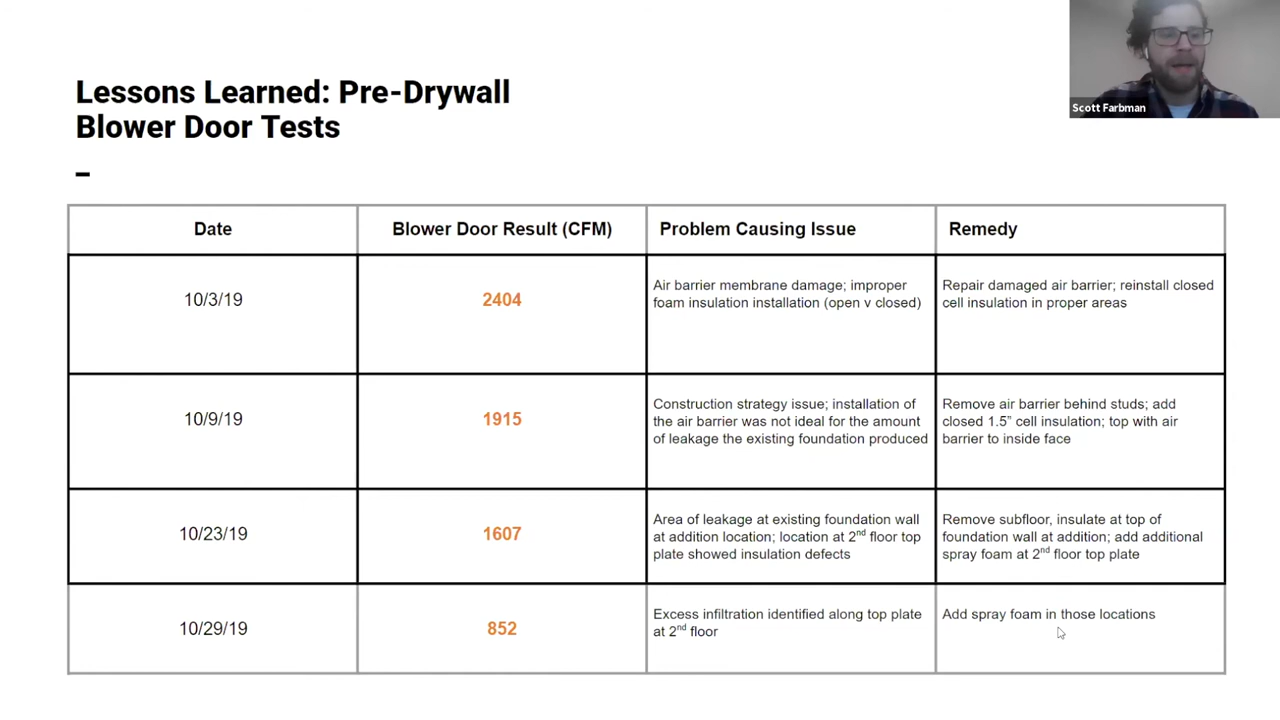 Scott Farbman
Lessons Learned: Pre-Drywall
Blower Door Tests
Date
Blower Door Result (CFM)
Problem Causing Issue
Remedy
10/3/19
2404
Air barrier membrane damage; improper
foam insulation installation (open v closed)
Repair damaged air barrier; reinstall closed
cell insulation in proper areas
10/9/19
1915
Construction strategy issue; installation of
the air barrier was not ideal for the amount
of leakage the existing foundation produced
Remove air barrier behind studs; add
closed 1.5” cell insulation; top with air
barrier to inside face
10/23/19
1607
Area of leakage at existing foundation wall
at addition location; location at 2nd floor top
plate showed insulation defects
Remove subfloor, insulate at top of
foundation wall at addition; add additional
spray foam at 2nd floor top plate
10/29/19
852
Excess infiltration identified along top plate
at 2nd floor
Add spray foam in those locations